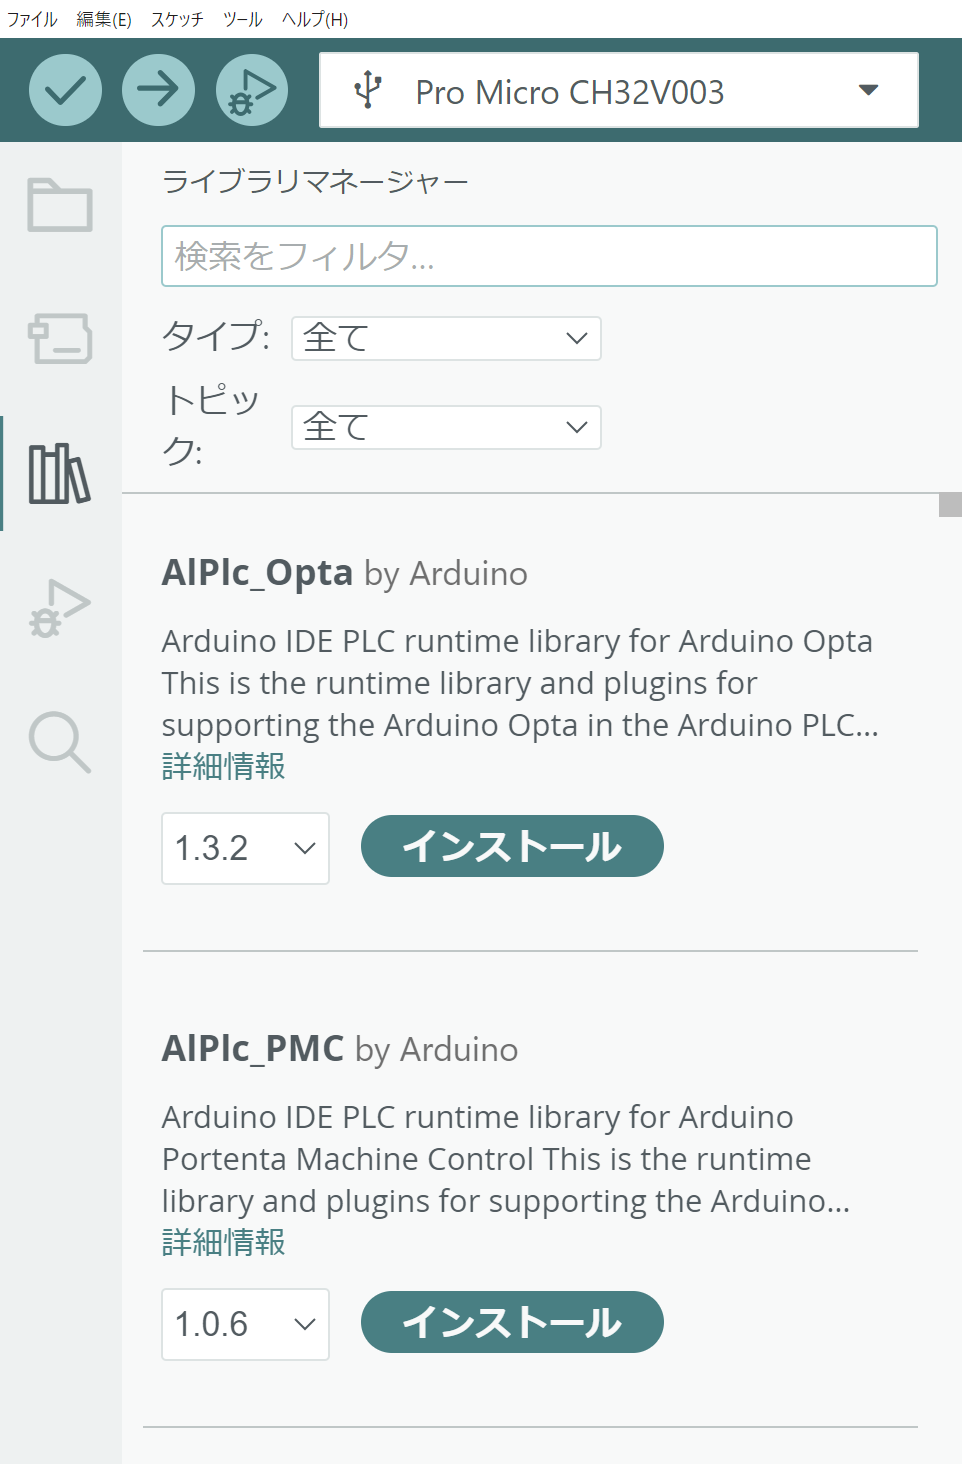 ファイル 編集(E) スケッチ ツール ヘルプ(H)
Pro Micro CH32V003
ライブラリマネージャー
検索をフィルタ...
タイプ: 全て
トピック: 全て
AlPlc_Opta by Arduino
Arduino IDE PLC runtime library for Arduino Opta
This is the runtime library and plugins for
supporting the Arduino Opta in the Arduino PLC...
詳細情報
1.3.2 インストール
AlPlc_PMC by Arduino
Arduino IDE PLC runtime library for Arduino
Portenta Machine Control This is the runtime
library and plugins for supporting the Arduino...
詳細情報
1.0.6 インストール